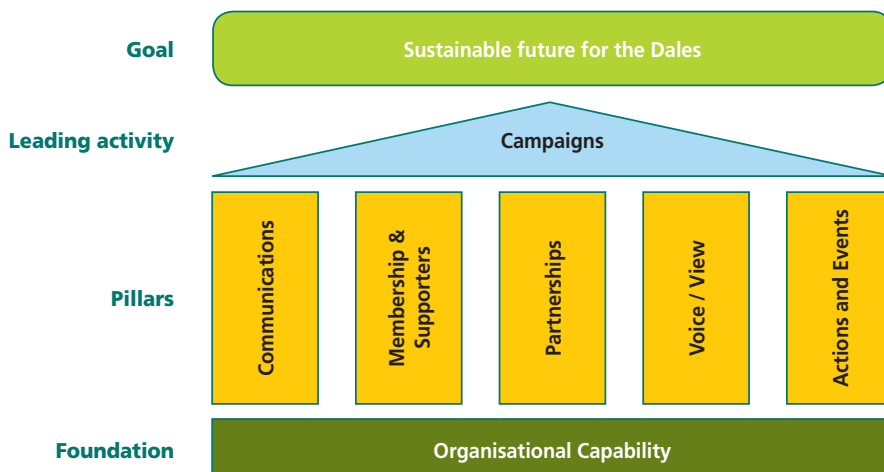 Goal
Sustainable future for the Dales
Leading activity
Campaigns
Pillars
Communications
Membership &
Supporters
Partnerships
Voice / View
Actions and Events
Foundation
Organisational Capability